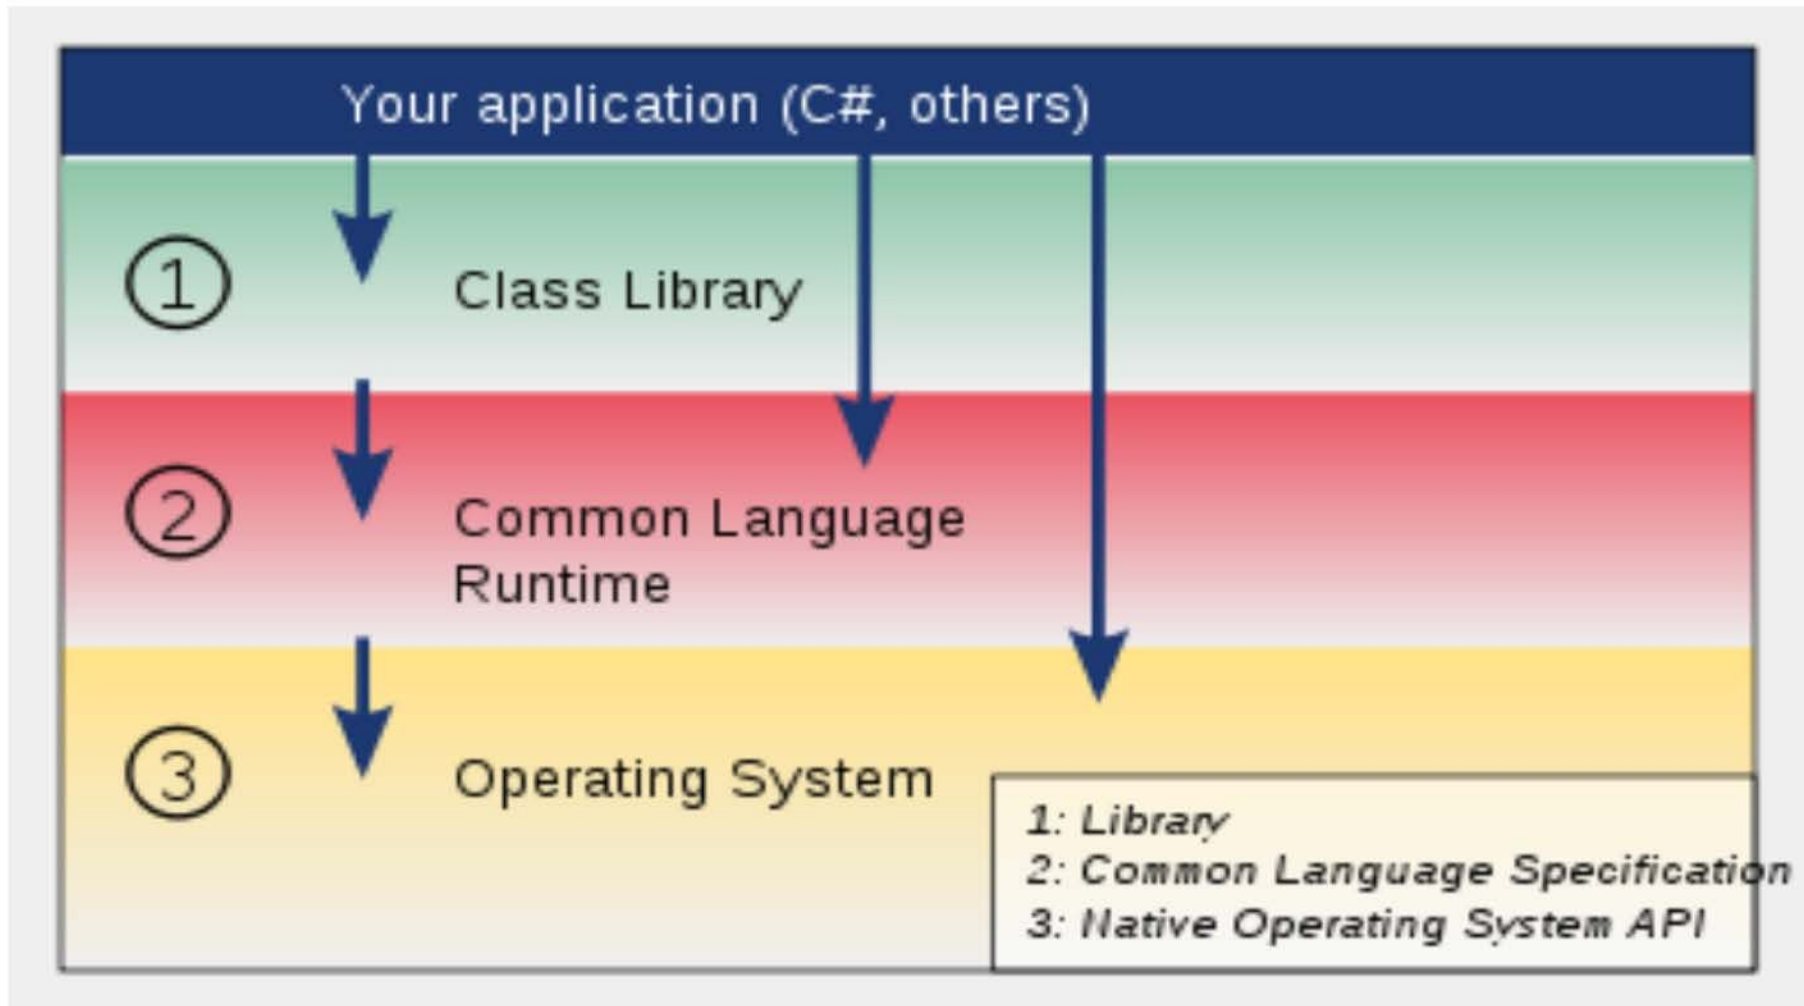 Your application (C#, others)
1
Class Library
2
Common Language
Runtime
3
Operating System
1: Library
2: Common Language Specification
3: Native Operating System API